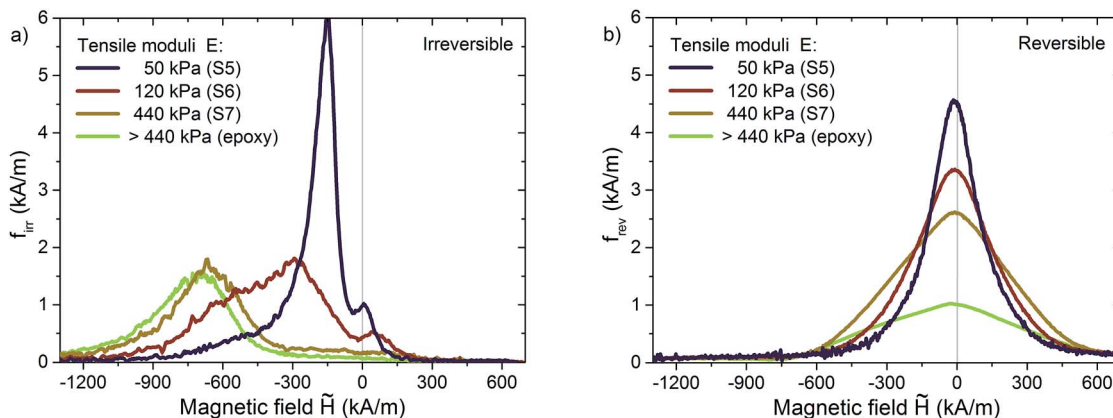 a)
Tensile moduli E:
50 kPa (S5)
120 kPa (S6)
440 kPa (S7)
> 440 kPa (epoxy)
Irreversible
6
5
4
3
2
1
0
f_irr (kA/m)
-1200 -900 -600 -300 0 300 600
Magnetic field H̃ (kA/m)
b)
Tensile moduli E:
50 kPa (S5)
120 kPa (S6)
440 kPa (S7)
> 440 kPa (epoxy)
Reversible
6
5
4
3
2
1
0
f_rev (kA/m)
-1200 -900 -600 -300 0 300 600
Magnetic field H̃ (kA/m)